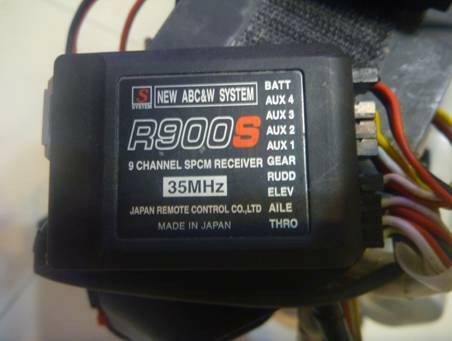 S
SYSTEM
NEW ABC&W SYSTEM
R900S
9 CHANNEL SPCM RECEIVER
35MHz
JAPAN REMOTE CONTROL CO.,LTD
MADE IN JAPAN
BATT
AUX 4
AUX 3
AUX 2
AUX 1
GEAR
RUDD
ELEV
AILE
THRO